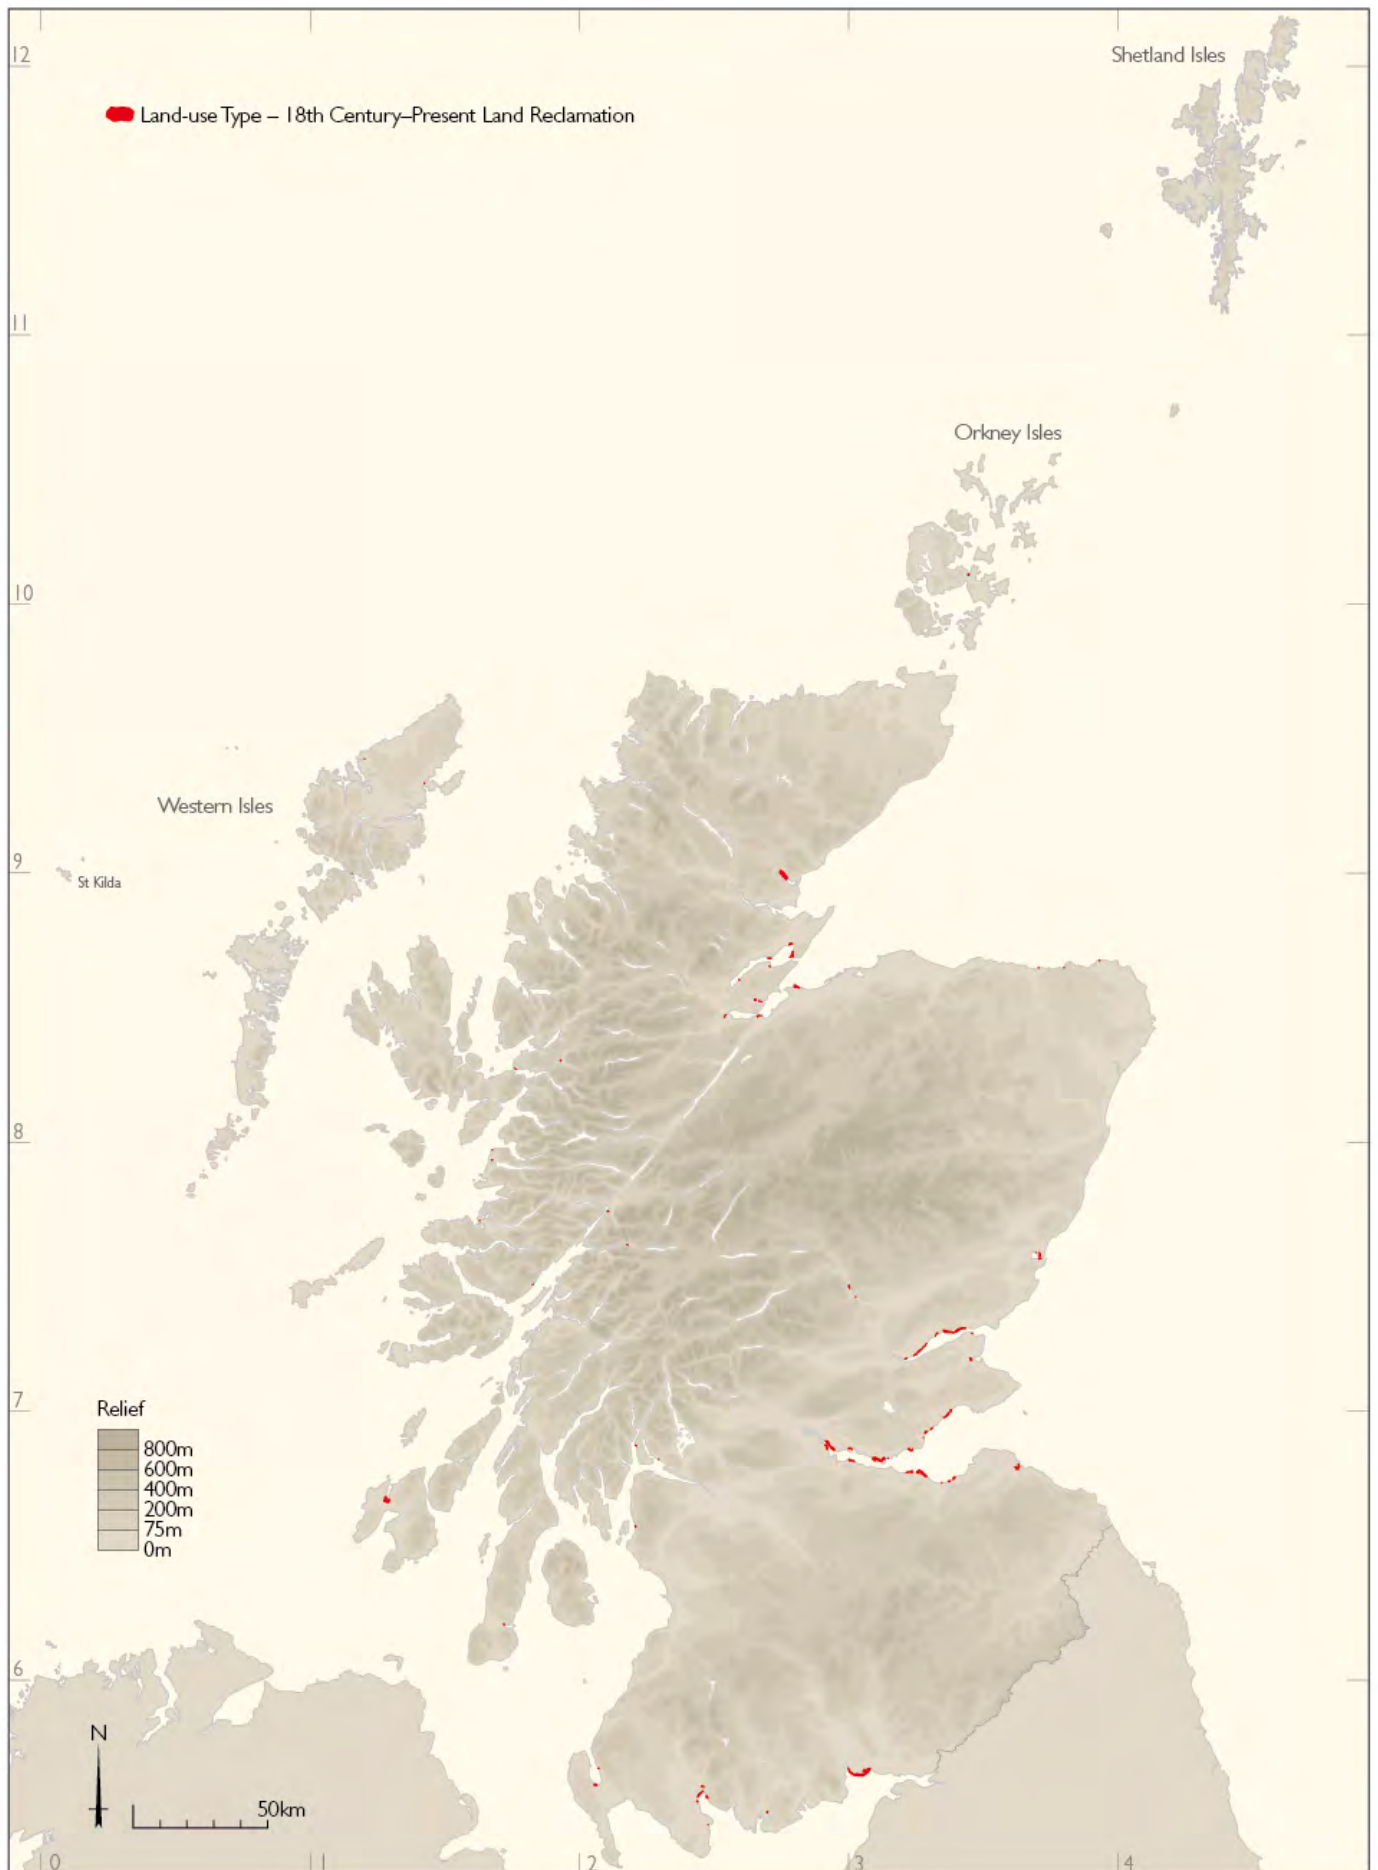 12
Shetland Isles
Land-use Type – 18th Century–Present Land Reclamation
11
Orkney Isles
10
Western Isles
9
St Kilda
8
7
Relief
800m
600m
400m
200m
75m
0m
6
N
50km
0
1
2
3
4